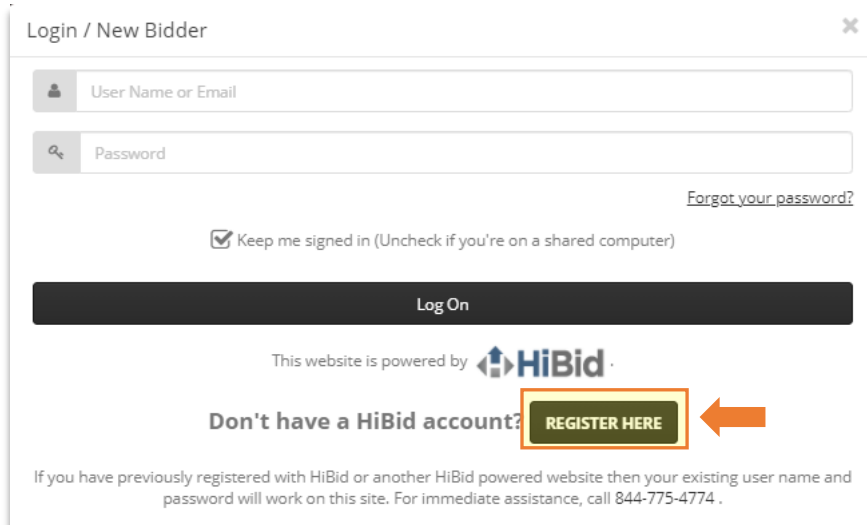 Login / New Bidder
User Name or Email
Password
Forgot your password?
Keep me signed in (Uncheck if you're on a shared computer)
Log On
This website is powered by HiBid .
Don't have a HiBid account? REGISTER HERE
If you have previously registered with HiBid or another HiBid powered website then your existing user name and
password will work on this site. For immediate assistance, call 844-775-4774 .